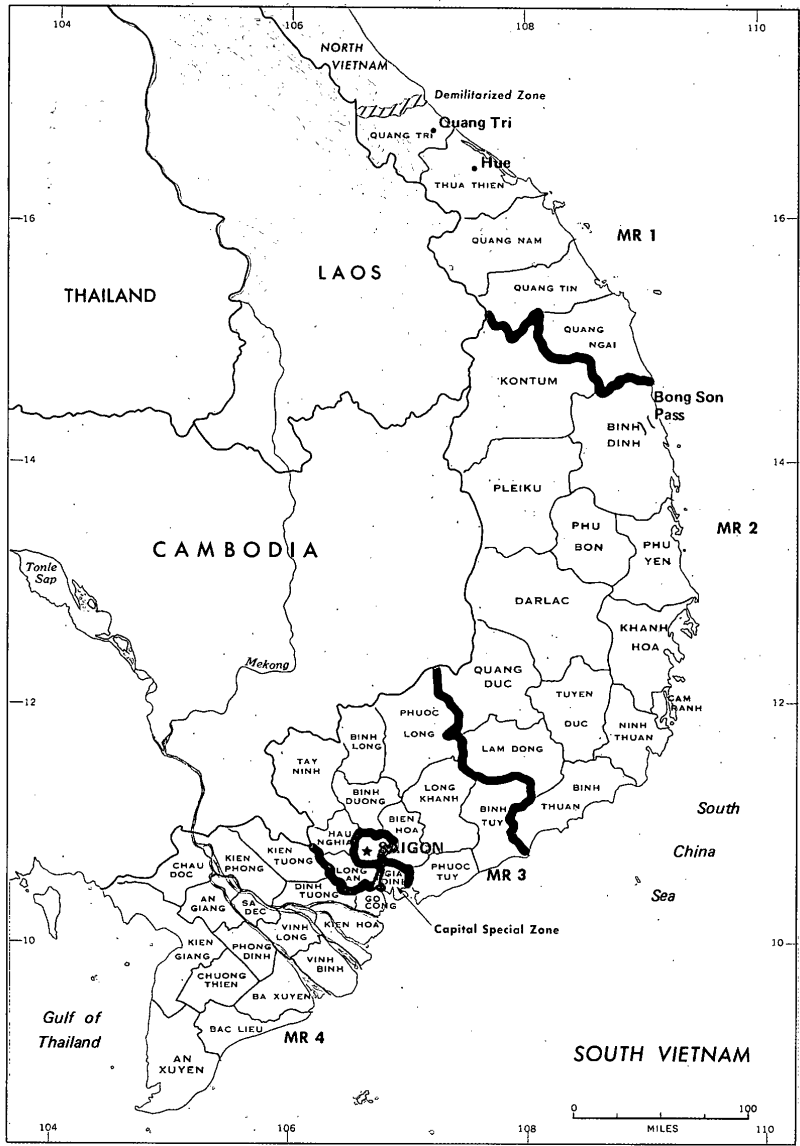 104
106
108
110
NORTH
VIETNAM
Demilitarized Zone
Quang Tri
QUANG TRI
Hue
THUA THIEN
16
16
QUANG NAM
MR 1
LAOS
THAILAND
QUANG TIN
QUANG
NGAI
KONTUM
Bong Son
Pass
BINH
DINH
14
14
PLEIKU
MR 2
PHU
BON
PHU
YEN
CAMBODIA
Tonle
Sap
DARLAC
KHANH
HOA
Mekong
QUANG
DUC
TUYEN
DUC
CAM
RANH
12
12
PHUOC
LONG
NINH
THUAN
BINH
LONG
LAM DONG
TAY
NINH
BINH
DUONG
LONG
KHANH
BINH
THUAN
BINH
TUY
South
China
Sea
BIEN
HOA
HAU
NGHIA
SAIGON
KIEN
TUONG
KIEN
PHONG
CHAU
DOC
LONG
AN
GIA
DINH
PHUOC
TUY
MR 3
DINH
TUONG
GO
CONG
AN
GIANG
SA
DEC
KIEN HOA
Capital Special Zone
VINH
LONG
10
10
KIEN
GIANG
PHONG
DINH
VINH
BINH
CHUONG
THIEN
BA XUYEN
Gulf of
Thailand
BAC LIEU
MR 4
AN
XUYEN
SOUTH VIETNAM
0
100
MILES
104
106
108
110